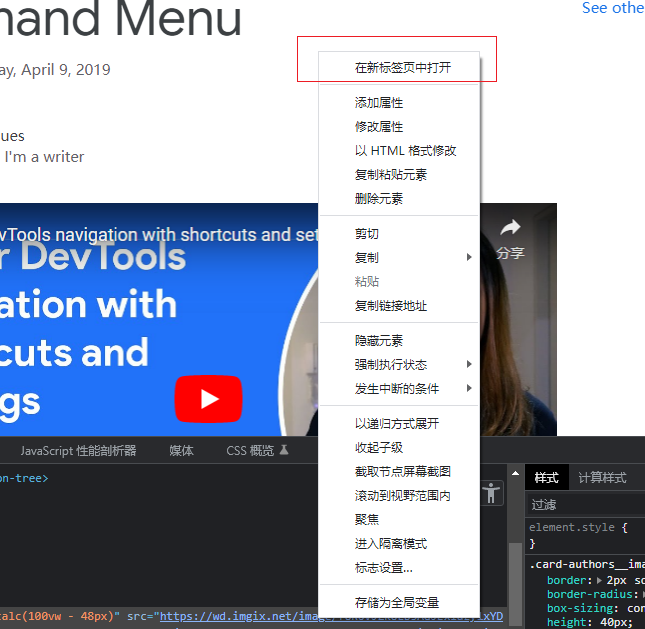 nand Menu
See othe
ay, April 9, 2019
ues
I'm a writer
vTools navigation with shortcuts and set
r DevTools
ation with
cuts and
gs
分享
在新标签页中打开
添加属性
修改属性
以 HTML 格式修改
复制粘贴元素
删除元素
剪切
复制
粘贴
复制链接地址
隐藏元素
强制执行状态
发生中断的条件
以递归方式展开
收起子级
截取节点屏幕截图
滚动到视野范围内
聚焦
进入隔离模式
标志设置...
存储为全局变量
JavaScript 性能剖析器
媒体
CSS 概览
on-tree>
样式
计算样式
过滤
element.style {
}
.card-authors__ima
border: 2px so
border-radius:
box-sizing: con
height: 40px;
calc(100vw - 48px)" src="https://wd.imgix.net/image/